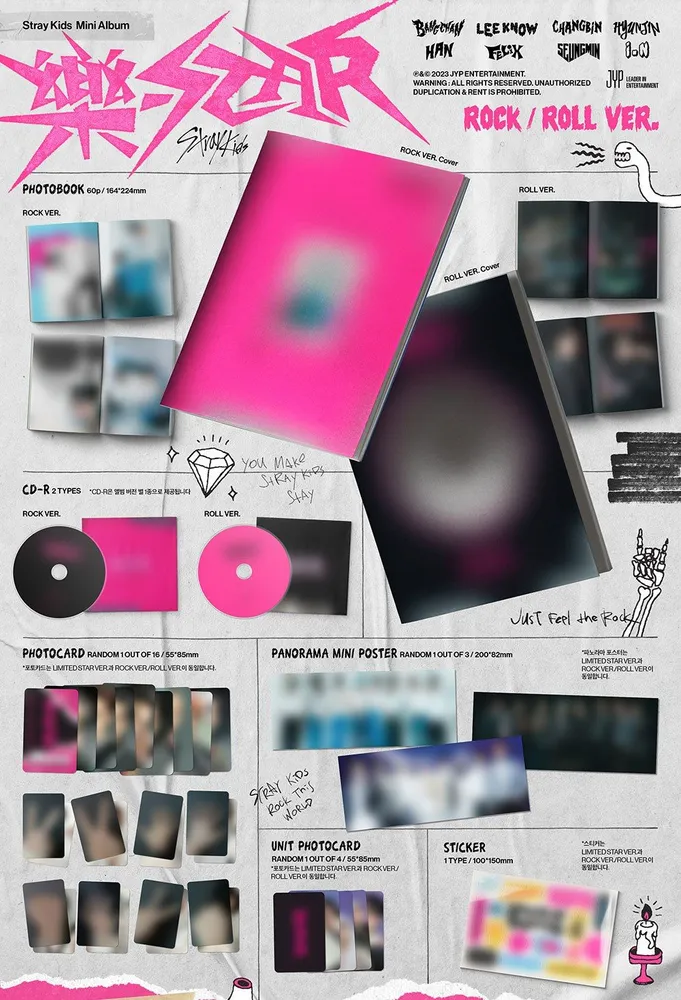 Stray Kids Mini Album
樂-STAR
Stray Kids
BANGCHAN LEE KNOW CHANGBIN HYUNJIN
HAN FELIX SEUNGMIN I.N
℗&© 2023 JYP ENTERTAINMENT.
WARNING : ALL RIGHTS RESERVED. UNAUTHORIZED
DUPLICATION & RENT IS PROHIBITED.
JYP LEADER IN
ENTERTAINMENT
ROCK / ROLL VER.
PHOTOBOOK 60p / 164*224mm
ROCK VER.
ROCK VER. Cover
ROLL VER.
ROLL VER. Cover
YOU MAKE
STRAY KIDS
STAY
CD-R 2 TYPES *CD-R은 앨범 버전 별 1종으로 제공됩니다
ROCK VER.
ROLL VER.
JUST Feel the Rock
PHOTOCARD RANDOM 1 OUT OF 16 / 55*85mm
*포토카드는 LIMITED STAR VER.과 ROCK VER./ROLL VER.이 동일합니다.
PANORAMA MINI POSTER RANDOM 1 OUT OF 3 / 200*82mm
*파노라마 포스터는
LIMITED STAR VER.과
ROCK VER./ROLL VER.이
동일합니다.
STRAY KIDS
ROCK THIS
WORLD
UNIT PHOTOCARD
RANDOM 1 OUT OF 4 / 55*85mm
*포토카드는 LIMITED STAR VER.과 ROCK VER./
ROLL VER.이 동일합니다.
STICKER
1 TYPE / 100*150mm
*스티커는
LIMITED STAR VER.과
ROCK VER./ROLL VER.이
동일합니다.